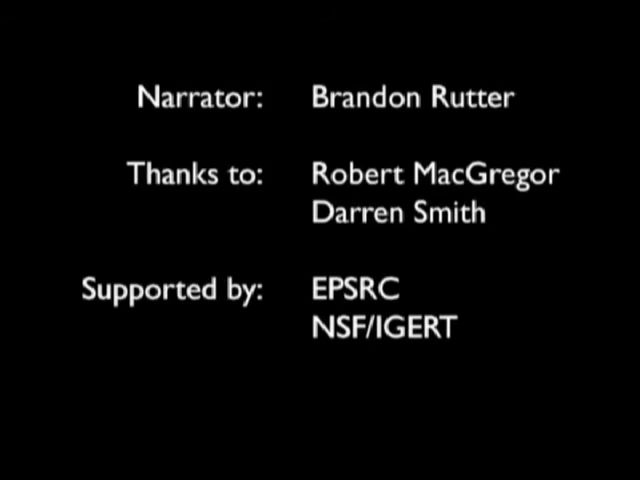 Narrator: Brandon Rutter
Thanks to: Robert MacGregor
Darren Smith
Supported by: EPSRC
NSF/IGERT